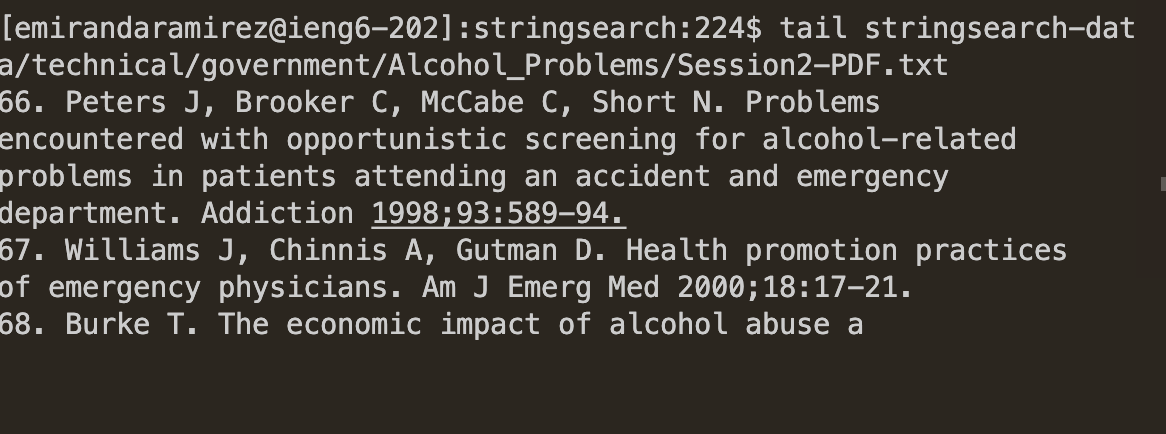 [emirandaramirez@ieng6-202]:stringsearch:224$ tail stringsearch-dat
a/technical/government/Alcohol_Problems/Session2-PDF.txt
66. Peters J, Brooker C, McCabe C, Short N. Problems
encountered with opportunistic screening for alcohol-related
problems in patients attending an accident and emergency
department. Addiction 1998;93:589-94.
67. Williams J, Chinnis A, Gutman D. Health promotion practices
of emergency physicians. Am J Emerg Med 2000;18:17-21.
68. Burke T. The economic impact of alcohol abuse a